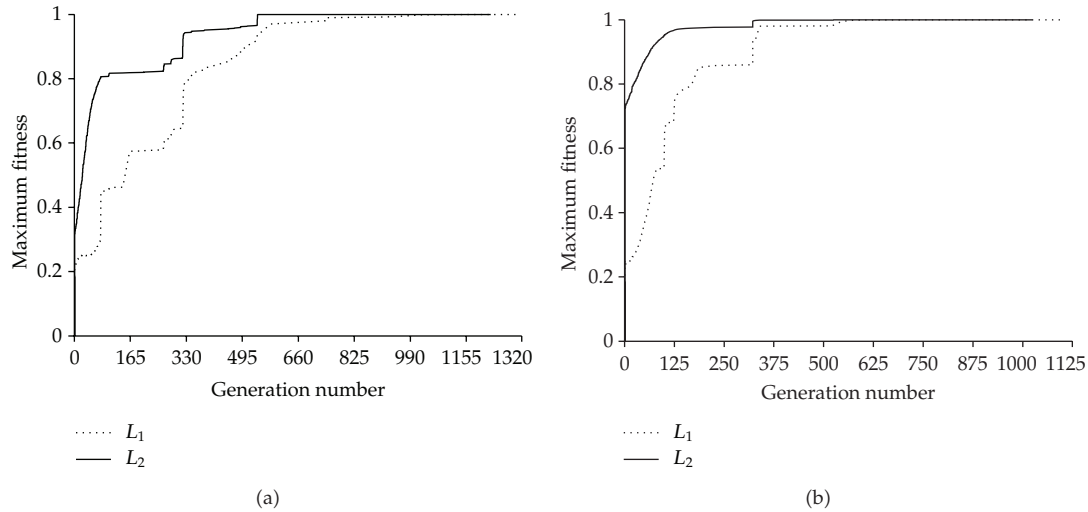 1
0.8
0.6
0.4
0.2
0
Maximum fitness
0 165 330 495 660 825 990 1155 1320
Generation number
L1
L2
(a)
1
0.8
0.6
0.4
0.2
0
Maximum fitness
0 125 250 375 500 625 750 875 1000 1125
Generation number
L1
L2
(b)